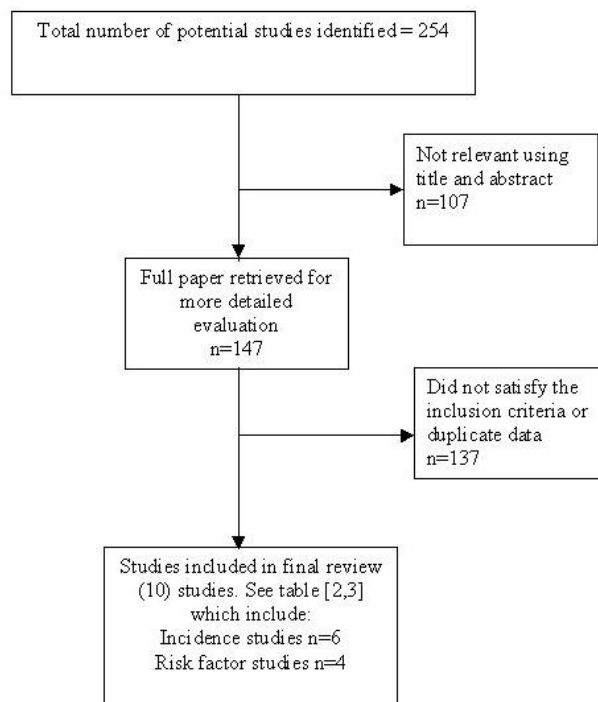 Total number of potential studies identified = 254
Not relevant using
title and abstract
n=107
Full paper retrieved for
more detailed
evaluation
n=147
Did not satisfy the
inclusion criteria or
duplicate data
n=137
Studies included in final review
(10) studies. See table [2,3]
which include:
Incidence studies n=6
Risk factor studies n=4